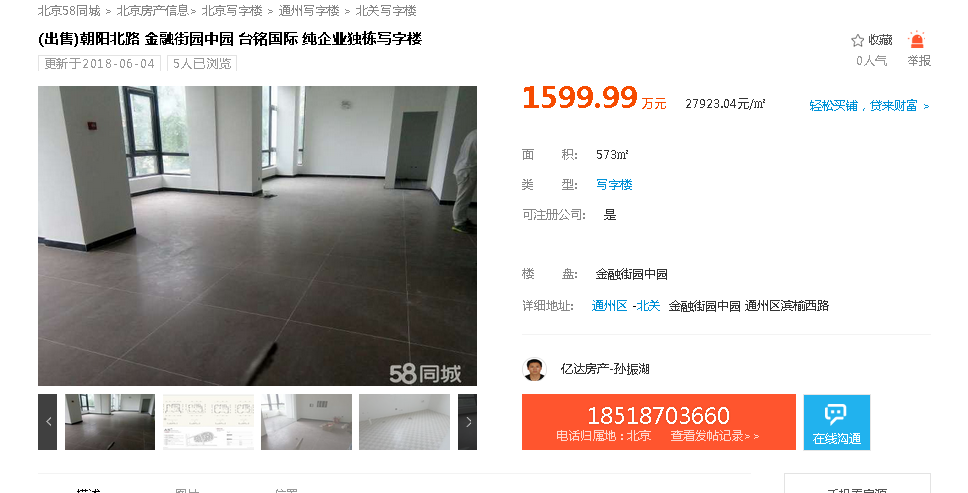 北京58同城 > 北京房产信息 > 北京写字楼 > 通州写字楼 > 北关写字楼
(出售)朝阳北路 金融街园中园 台铭国际 纯企业独栋写字楼
更新于2018-06-04 5人已浏览
收藏
0人气 举报
1599.99 万元 27923.04元/㎡ 轻松买铺，贷来财富 >
面 积: 573㎡
类 型: 写字楼
可注册公司: 是
楼 盘: 金融街园中园
详细地址: 通州区 -北关 金融街园中园 通州区滨榆西路
58同城
亿达房产-孙振湖
18518703660
电话归属地：北京 查看发帖记录>>
在线沟通
描述 图片 位置